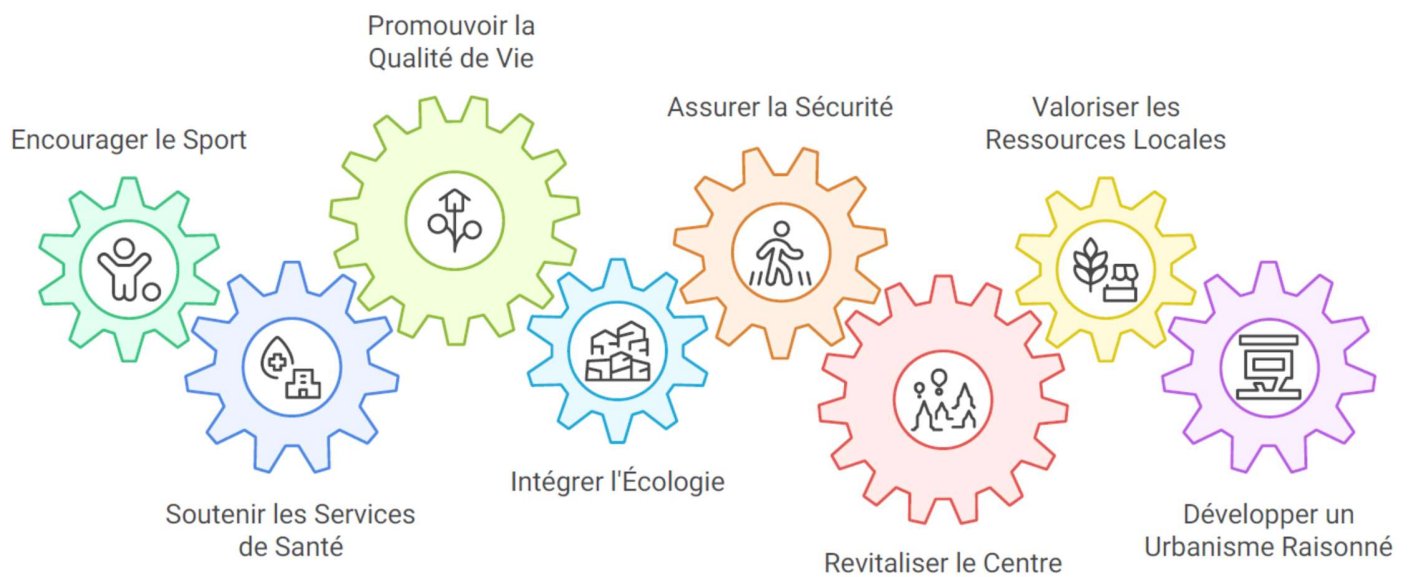 Promouvoir la
Qualité de Vie
Encourager le Sport
Assurer la Sécurité
Valoriser les
Ressources Locales
Soutenir les Services
de Santé
Intégrer l'Écologie
Revitaliser le Centre
Développer un
Urbanisme Raisonné